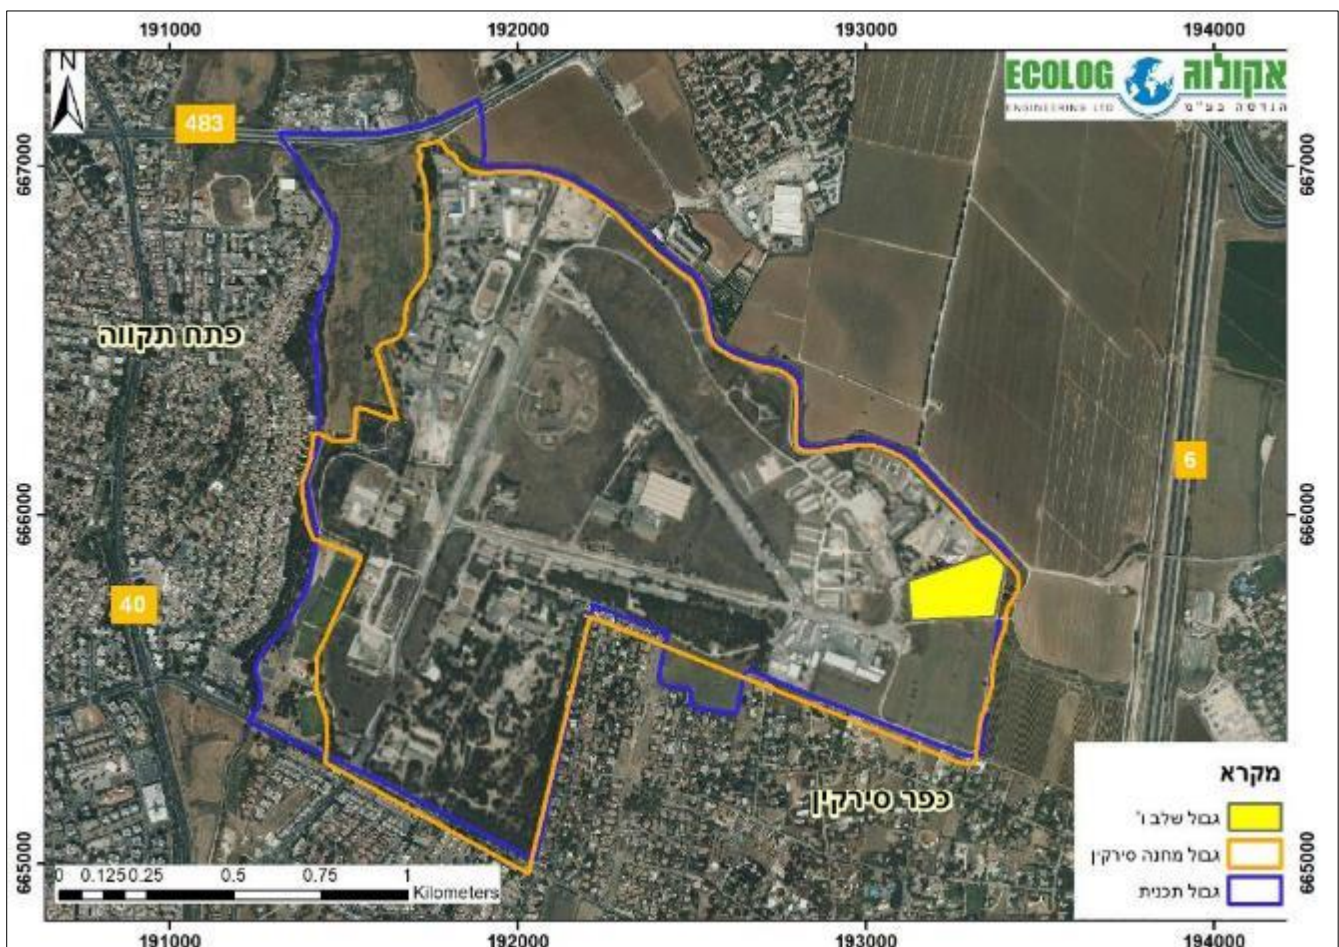 191000 192000 193000 194000
N
ECOLOG אקולוג
ENGINEERING LTD הנדסה בע"מ
483
667000 667000
פתח תקווה
6
666000 666000
40
מקרא
כפר סירקין
גבול שלב ו'
גבול מחנה סירקין
גבול תכנית
665000 665000
0 0.125 0.25 0.5 0.75 1
Kilometers
191000 192000 193000 194000